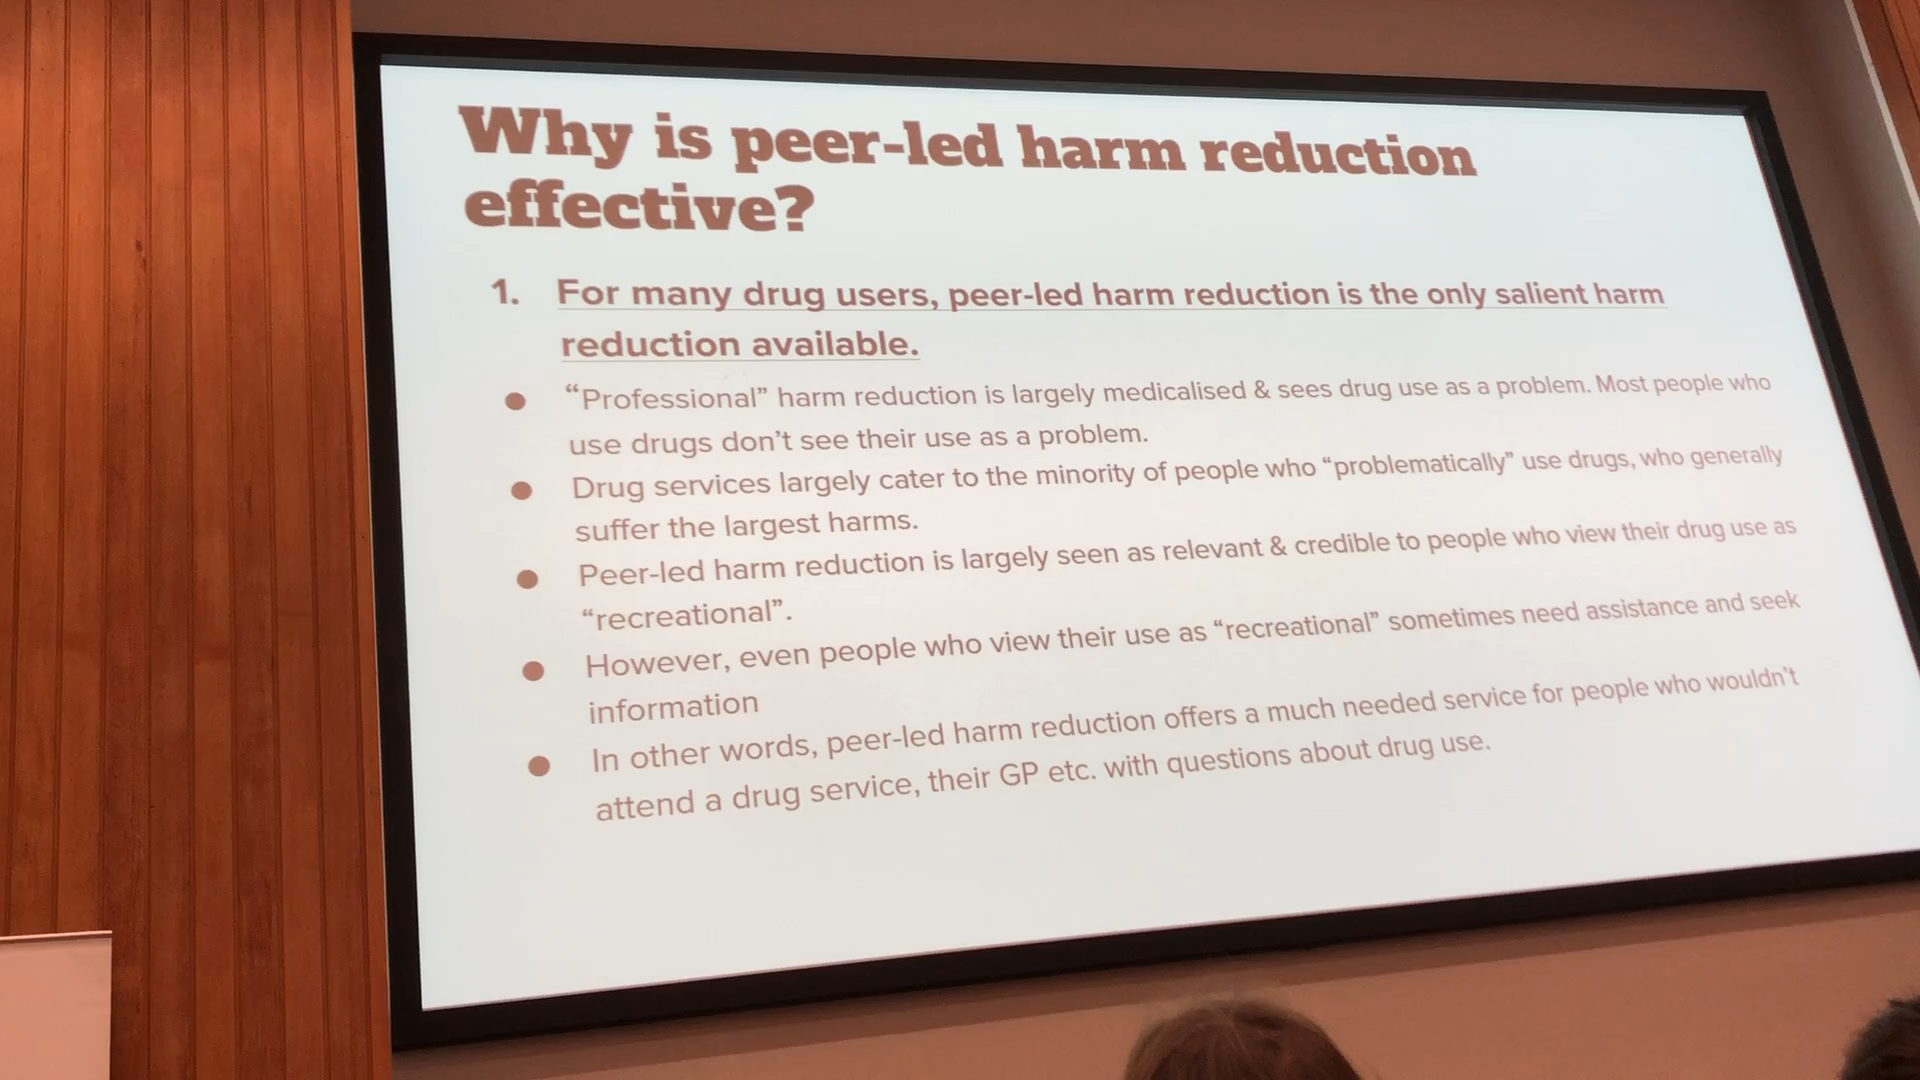 Why is peer-led harm reduction
effective?
1. For many drug users, peer-led harm reduction is the only salient harm
reduction available.
● “Professional” harm reduction is largely medicalised & sees drug use as a problem. Most people who
use drugs don’t see their use as a problem.
● Drug services largely cater to the minority of people who “problematically” use drugs, who generally
suffer the largest harms.
● Peer-led harm reduction is largely seen as relevant & credible to people who view their drug use as
“recreational”.
● However, even people who view their use as “recreational” sometimes need assistance and seek
information
● In other words, peer-led harm reduction offers a much needed service for people who wouldn’t
attend a drug service, their GP etc. with questions about drug use.